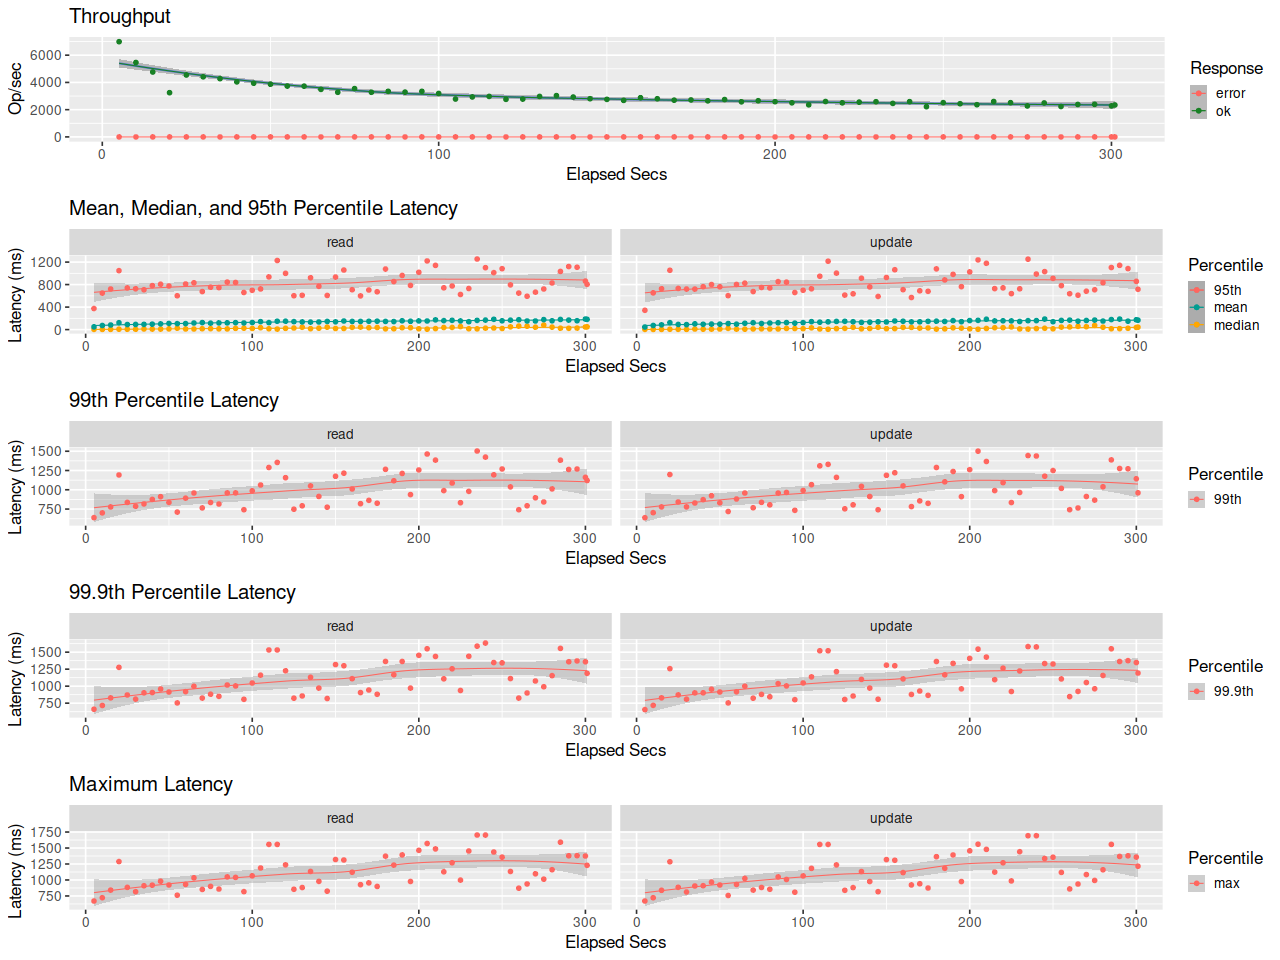 Throughput
Op/sec
6000
4000
2000
0
0 100 200 300
Elapsed Secs
Response
error
ok
Mean, Median, and 95th Percentile Latency
read update
Latency (ms)
1200
800
400
0
0 100 200 300 0 100 200 300
Elapsed Secs
Percentile
95th
mean
median
99th Percentile Latency
read update
Latency (ms)
1500
1250
1000
750
0 100 200 300 0 100 200 300
Elapsed Secs
Percentile
99th
99.9th Percentile Latency
read update
Latency (ms)
1500
1250
1000
750
0 100 200 300 0 100 200 300
Elapsed Secs
Percentile
99.9th
Maximum Latency
read update
Latency (ms)
1750
1500
1250
1000
750
0 100 200 300 0 100 200 300
Elapsed Secs
Percentile
max